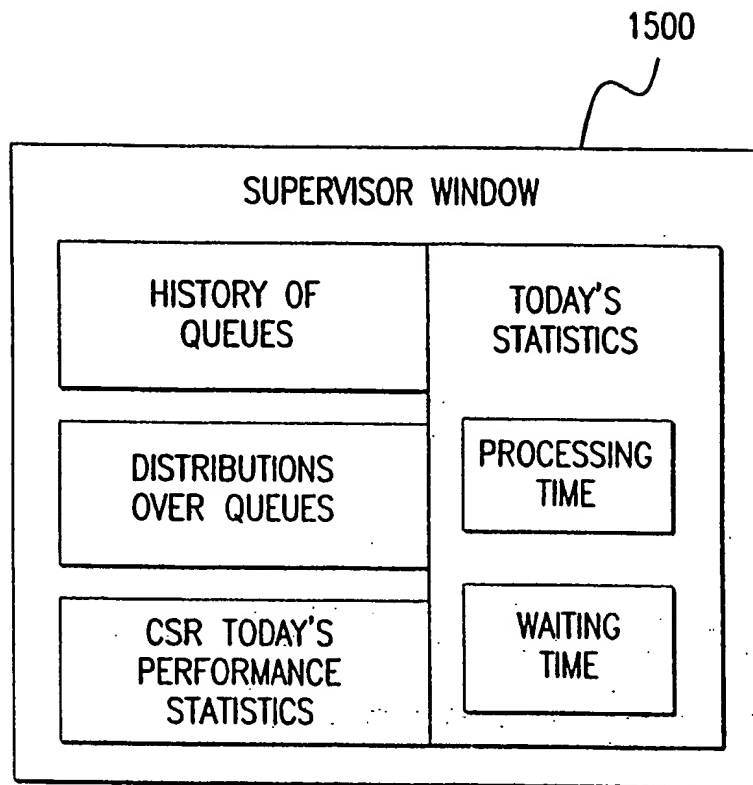 1500
SUPERVISOR WINDOW
HISTORY OF
QUEUES
DISTRIBUTIONS
OVER QUEUES
CSR TODAY'S
PERFORMANCE
STATISTICS
TODAY'S
STATISTICS
PROCESSING
TIME
WAITING
TIME